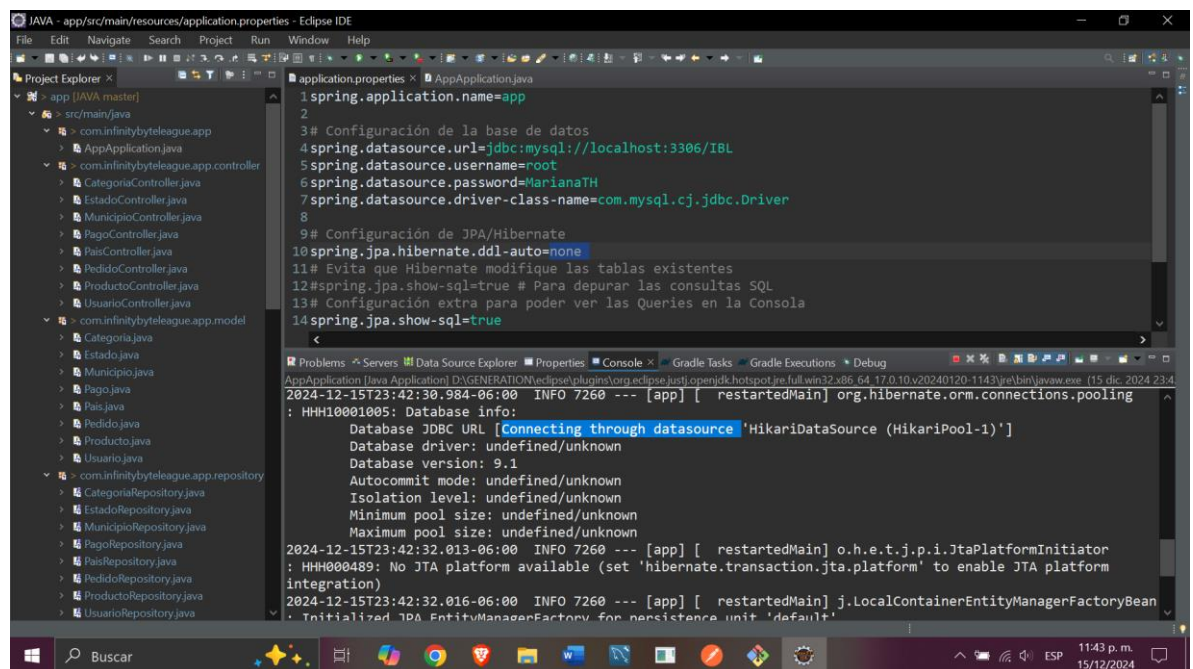 JAVA - app/src/main/resources/application.properties - Eclipse IDE
File Edit Navigate Search Project Run Window Help
Project Explorer
> app [JAVA master]
> src/main/java
> com.infinitybyteleague.app
> AppApplication.java
> com.infinitybyteleague.app.controller
> CategoriaController.java
> EstadoController.java
> MunicipioController.java
> PagoController.java
> PaisController.java
> PedidoController.java
> ProductoController.java
> UsuarioController.java
> com.infinitybyteleague.app.model
> Categoria.java
> Estado.java
> Municipio.java
> Pago.java
> Pais.java
> Pedido.java
> Producto.java
> Usuario.java
> com.infinitybyteleague.app.repository
> CategoriaRepository.java
> EstadoRepository.java
> MunicipioRepository.java
> PagoRepository.java
> PaisRepository.java
> PedidoRepository.java
> ProductoRepository.java
> UsuarioRepository.java
application.properties AppApplication.java
1 spring.application.name=app
2
3 # Configuración de la base de datos
4 spring.datasource.url=jdbc:mysql://localhost:3306/IBL
5 spring.datasource.username=root
6 spring.datasource.password=MarianaTH
7 spring.datasource.driver-class-name=com.mysql.cj.jdbc.Driver
8
9 # Configuración de JPA/Hibernate
10 spring.jpa.hibernate.ddl-auto=none
11 # Evita que Hibernate modifique las tablas existentes
12 #spring.jpa.show-sql=true # Para depurar las consultas SQL
13 # Configuración extra para poder ver las Queries en la Consola
14 spring.jpa.show-sql=true
Problems Servers Data Source Explorer Properties Console Gradle Tasks Gradle Executions Debug
AppApplication [Java Application] D:\GENERATION\eclipse\plugins\org.eclipse.justj.openjdk.hotspot.jre.full.win32.x86_64_17.0.10.v20240120-1143\jre\bin\javaw.exe (15 dic. 2024 23:4
2024-12-15T23:42:30.984-06:00 INFO 7260 --- [app] [ restartedMain] org.hibernate.orm.connections.pooling
: HHH10001005: Database info:
Database JDBC URL [Connecting through datasource 'HikariDataSource (HikariPool-1)']
Database driver: undefined/unknown
Database version: 9.1
Autocommit mode: undefined/unknown
Isolation level: undefined/unknown
Minimum pool size: undefined/unknown
Maximum pool size: undefined/unknown
2024-12-15T23:42:32.013-06:00 INFO 7260 --- [app] [ restartedMain] o.h.e.t.j.p.i.JtaPlatformInitiator
: HHH000489: No JTA platform available (set 'hibernate.transaction.jta.platform' to enable JTA platform
integration)
2024-12-15T23:42:32.016-06:00 INFO 7260 --- [app] [ restartedMain] j.LocalContainerEntityManagerFactoryBean
: Initialized JPA EntityManagerFactory for persistence unit 'default'
Buscar
ESP
11:43 p. m.
15/12/2024